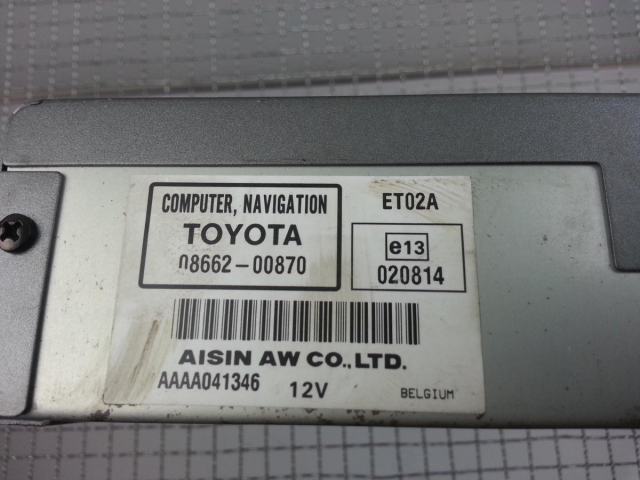 COMPUTER, NAVIGATION
TOYOTA
08662-00870
ET02A
e13
020814
AISIN AW CO.,LTD.
AAAA041346 12V BELGIUM